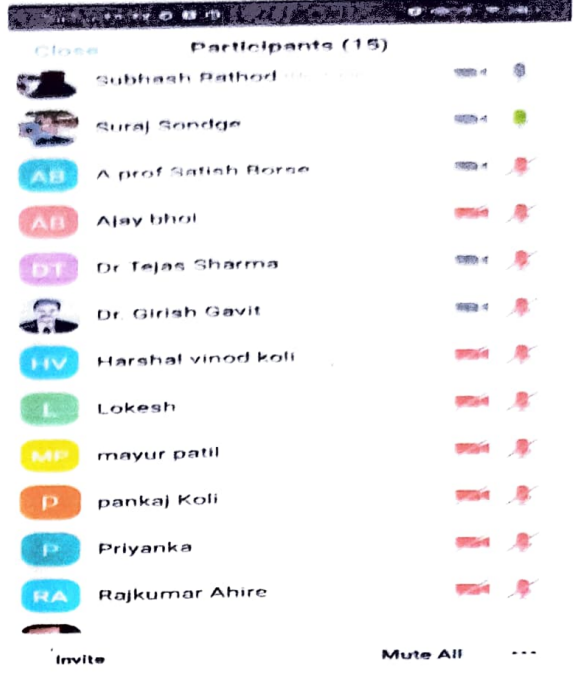 Close Participants (15)
Subhash Rathod
Suraj Sondge
AB A prof Satish Borse
AB Ajay bhoi
DT Dr Tejas Sharma
Dr. Girish Gavit
HV Harshal vinod koli
L Lokesh
MP mayur patil
P pankaj Koli
P Priyanka
RA Rajkumar Ahire
Invite Mute All ...